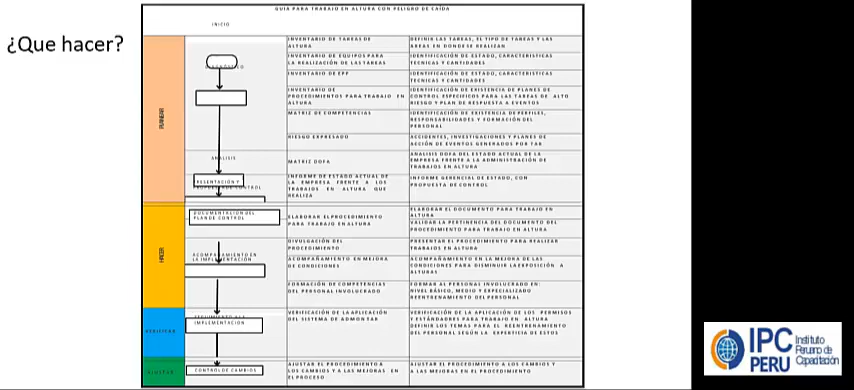 ¿Que hacer?
GUIA PARA TRABAJO EN ALTURA CON PELIGRO DE CAÍDA
INICIO
PLANEAR
INVENTARIO DE TAREAS DE
ALTURA
DEFINIR LAS TAREAS, EL TIPO DE TAREAS Y LAS
AREAS EN DONDE SE REALIZAN
INVENTARIO DE EQUIPOS PARA
LA REALIZACIÓN DE LAS TAREAS
IDENTIFICACIÓN DE ESTADO, CARACTERÍSTICAS
TECNICAS Y CANTIDADES
INVENTARIO DE EPP
IDENTIFICACIÓN DE ESTADO, CARACTERÍSTICAS
TECNICAS Y CANTIDADES
INVENTARIO DE
PROCEDIMIENTOS PARA TRABAJO EN
ALTURA
IDENTIFICACIÓN DE EXISTENCIA DE PLANES DE
CONTROL ESPECIFICOS PARA LAS TAREAS DE ALTO
RIESGO Y PLAN DE RESPUESTA A EVENTOS
MATRIZ DE COMPETENCIAS
IDENTIFICACIÓN DE EXISTENCIA DE PERFILES,
RESPONSABILIDADES Y FORMACIÓN DEL
PERSONAL
RIESGO EXPRESADO
ACCIDENTES, INVESTIGACIONES Y PLANES DE
ACCIÓN DE EVENTOS GENERADOS POR TAR
ANALISIS
MATRIZ DOFA
ANALISIS DOFA DEL ESTADO ACTUAL DE LA
EMPRESA FRENTE A LA ADMINISTRACIÓN DE
TRABAJOS EN ALTURA
INFORME DE ESTADO ACTUAL DE
LA EMPRESA FRENTE A LOS
TRABAJOS EN ALTURA QUE
REALIZA
INFORME GERENCIAL DE ESTADO, CON
PROPUESTA DE CONTROL
HACER
DOCUMENTACIÓN DEL
PLAN DE CONTROL
ELABORAR EL PROCEDIMIENTO
PARA TRABAJO EN ALTURA
ELABORAR EL DOCUMENTO PARA TRABAJO EN
ALTURA
VALIDAR LA PERTINENCIA DEL DOCUMENTO DEL
PROCEDIMIENTO PARA TRABAJO EN ALTURA
DIVULGACIÓN DEL
PROCEDIMIENTO
PRESENTAR EL PROCEDIMIENTO PARA REALIZAR
TRABAJOS EN ALTURA
ACOMPAÑAMIENTO EN
LA IMPLEMENTACIÓN
ACOMPAÑAMIENTO EN MEJORA
DE CONDICIONES
ACOMPAÑAMIENTO EN LA MEJORA DE LAS
CONDICIONES PARA DISMINUIR LA EXPOSICIÓN A
ALTURAS
FORMACIÓN DE COMPETENCIAS
DEL PERSONAL INVOLUCRADO
FORMAR AL PERSONAL INVOLUCRADO EN:
NIVEL BÁSICO, MEDIO Y ESPECIALIZADO
REENTRENAMIENTO DEL PERSONAL
VERIFICAR
IMPLEMENTACIÓN
VERIFICACIÓN DE LA APLICACIÓN
DEL SISTEMA DE ADMON TAR
VERIFICACIÓN DE LA APLICACIÓN DE LOS PERMISOS
Y ESTÁNDARES PARA TRABAJO EN ALTURA
DEFINIR LOS TEMAS PARA EL REENTRENAMIENTO
DEL PERSONAL SEGÚN LA EXPERTICIA DE ESTOS
AJUSTAR
CONTROL DE CAMBIOS
AJUSTAR EL PROCEDIMIENTO A
LOS CAMBIOS Y A LAS MEJORAS EN
EL PROCESO
AJUSTAR EL PROCEDIMIENTO A LOS CAMBIOS Y
A LAS MEJORAS EN EL PROCEDIMIENTO
IPC
PERU
Instituto
Peruano de
Capacitación